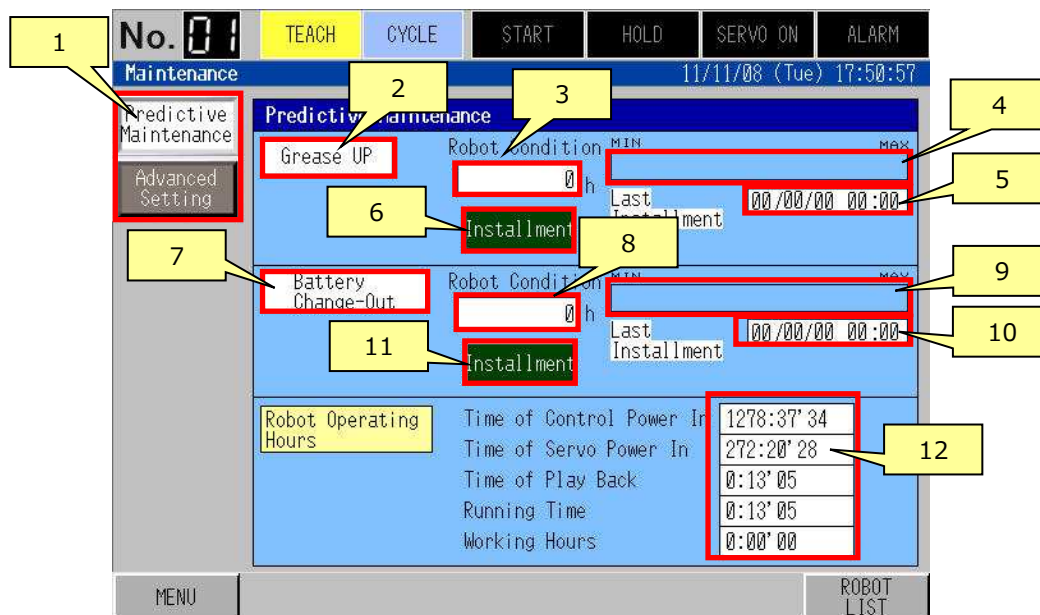 No. 01 TEACH CYCLE START HOLD SERVO ON ALARM
1
Maintenance 11/11/08 (Tue) 17:50:57
2
3
4
Predictive
Maintenance
Predictive Maintenance
Grease UP
Robot Condition MIN MAX
0 h
5
Advanced
Setting
Last
Installment
00/00/00 00:00
6
Installment
7
8
Battery
Change-Out
Robot Condition MIN MAX
9
0 h
Last
Installment
00/00/00 00:00
10
11
Installment
Robot Operating
Hours
Time of Control Power In 1278:37'34
Time of Servo Power In 272:20'28
12
Time of Play Back 0:13'05
Running Time 0:13'05
Working Hours 0:00'00
MENU
ROBOT
LIST